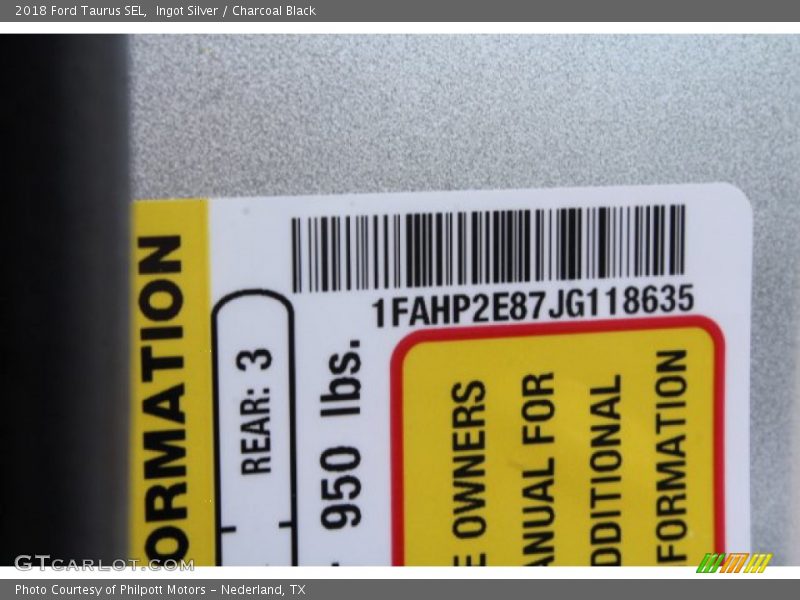 2018 Ford Taurus SEL, Ingot Silver / Charcoal Black
1FAHP2E87JG118635
ORMATION
REAR: 3
950 lbs.
E OWNERS
ANUAL FOR
DDITIONAL
FORMATION
GTCARLOT.COM
Photo Courtesy of Philpott Motors - Nederland, TX